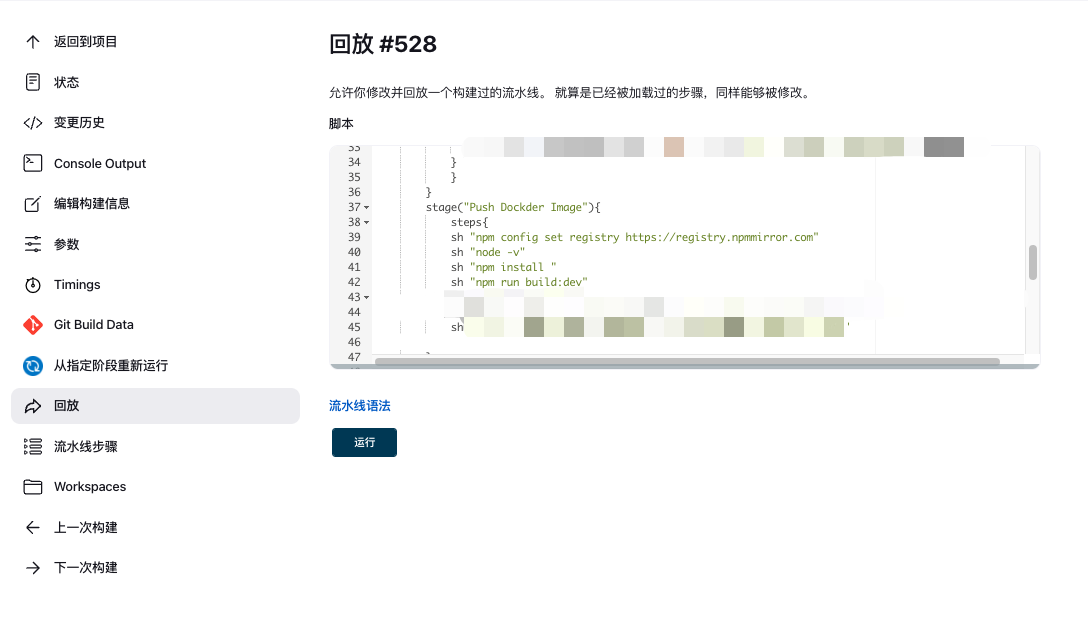 返回到项目
状态
变更历史
Console Output
编辑构建信息
参数
Timings
Git Build Data
从指定阶段重新运行
回放
流水线步骤
Workspaces
上一次构建
下一次构建
回放 #528
允许你修改并回放一个构建过的流水线。 就算是已经被加载过的步骤，同样能够被修改。
脚本
33
34 }
35 }
36 }
37 stage("Push Dockder Image"){
38 steps{
39 sh "npm config set registry https://registry.npmmirror.com"
40 sh "node -v"
41 sh "npm install "
42 sh "npm run build:dev"
43
44
45 sh
46
47
流水线语法
运行